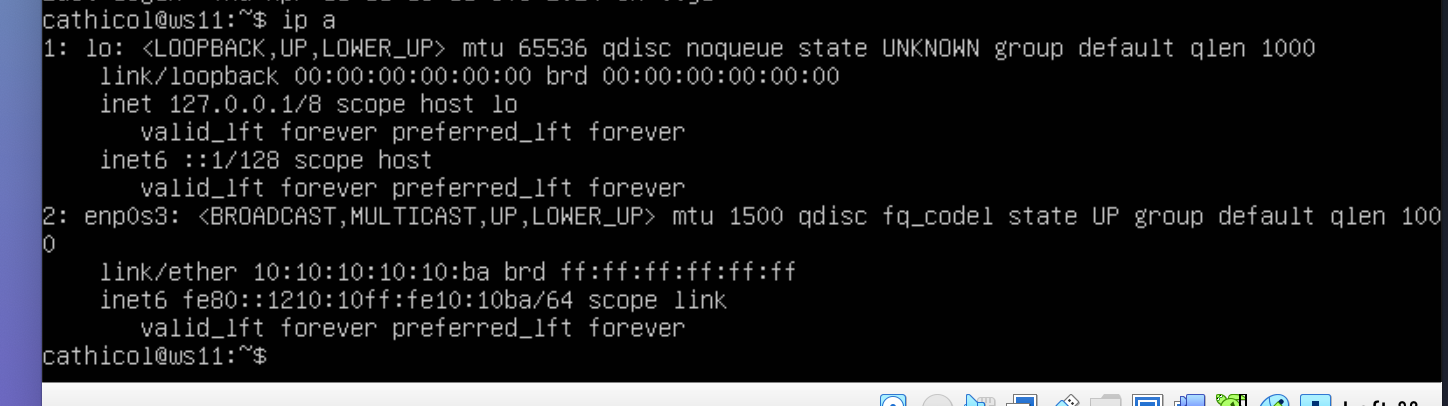 cathicol@ws11:~$ ip a
1: lo: <LOOPBACK,UP,LOWER_UP> mtu 65536 qdisc noqueue state UNKNOWN group default qlen 1000
    link/loopback 00:00:00:00:00:00 brd 00:00:00:00:00:00
    inet 127.0.0.1/8 scope host lo
       valid_lft forever preferred_lft forever
    inet6 ::1/128 scope host
       valid_lft forever preferred_lft forever
2: enp0s3: <BROADCAST,MULTICAST,UP,LOWER_UP> mtu 1500 qdisc fq_codel state UP group default qlen 100
0
    link/ether 10:10:10:10:10:ba brd ff:ff:ff:ff:ff:ff
    inet6 fe80::1210:10ff:fe10:10ba/64 scope link
       valid_lft forever preferred_lft forever
cathicol@ws11:~$